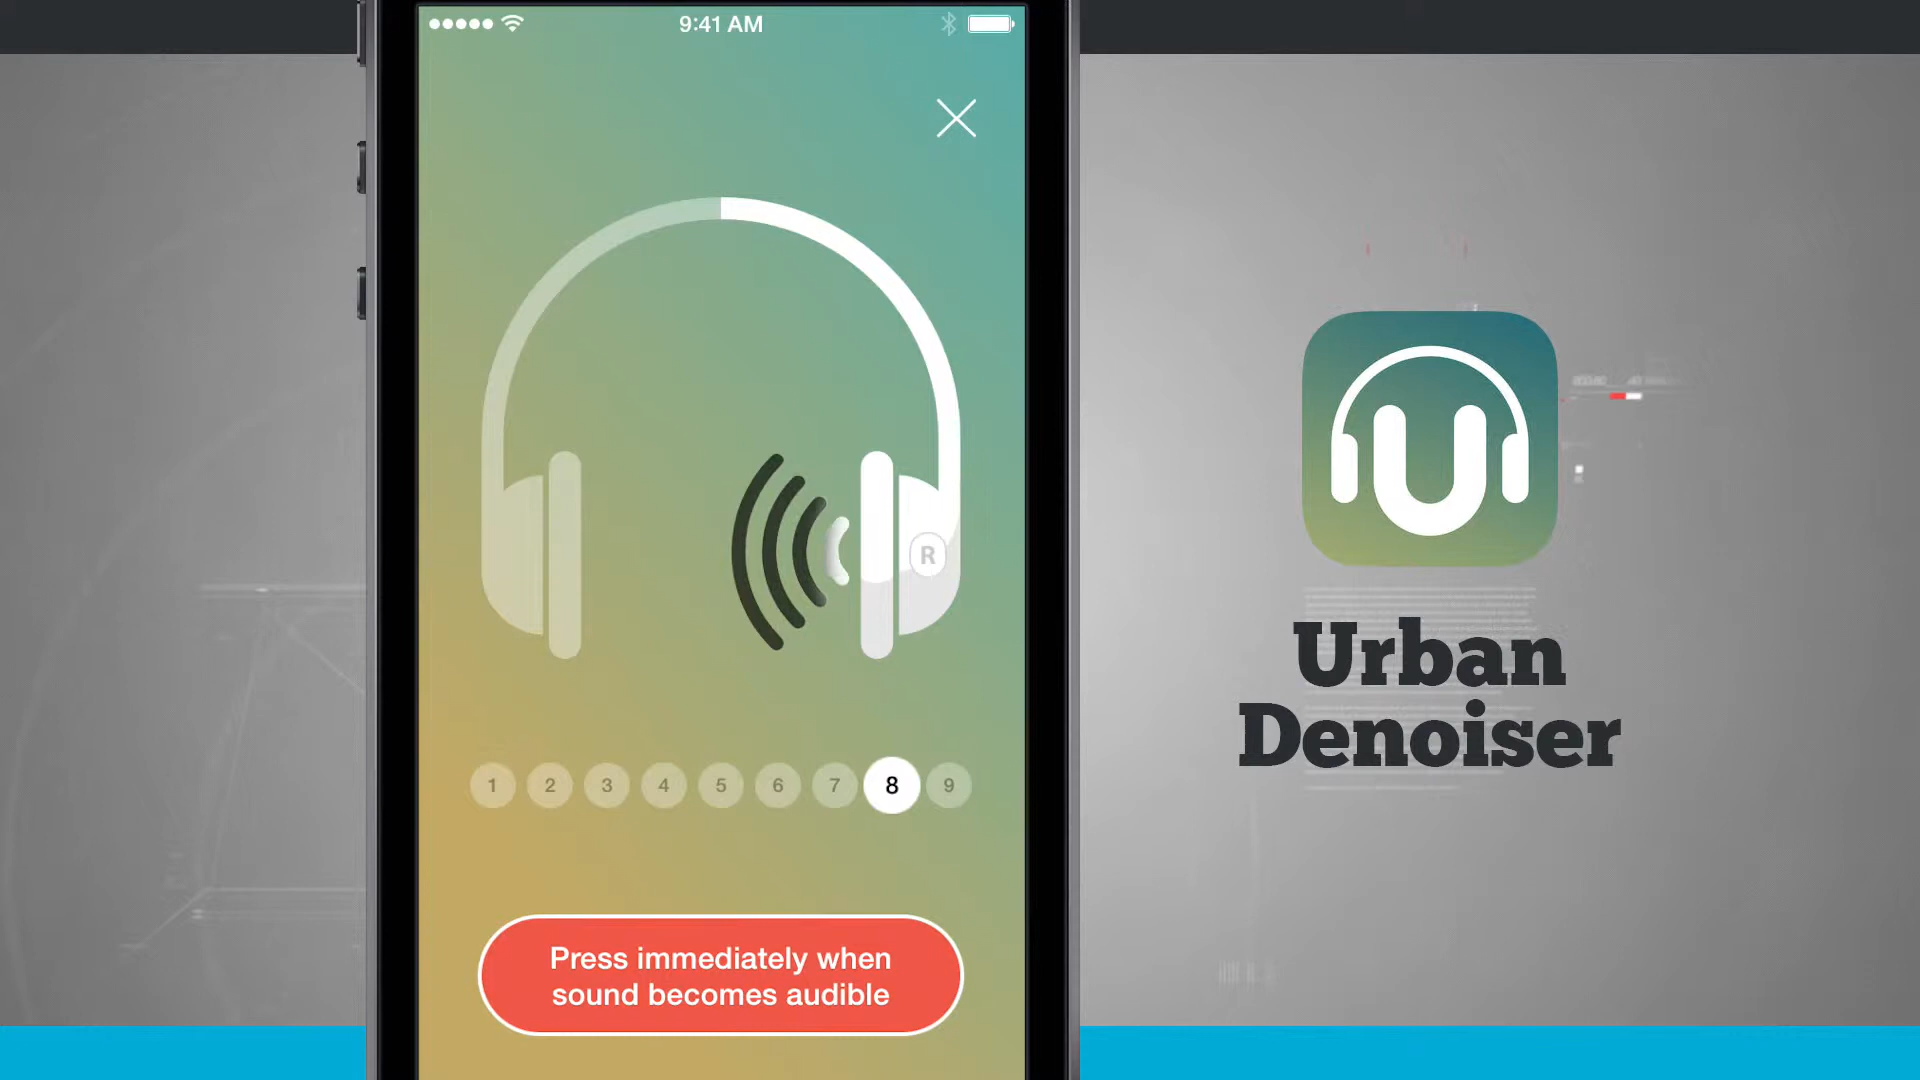 9:41 AM
R
1 2 3 4 5 6 7 8 9
Press immediately when
sound becomes audible
U
Urban
Denoiser